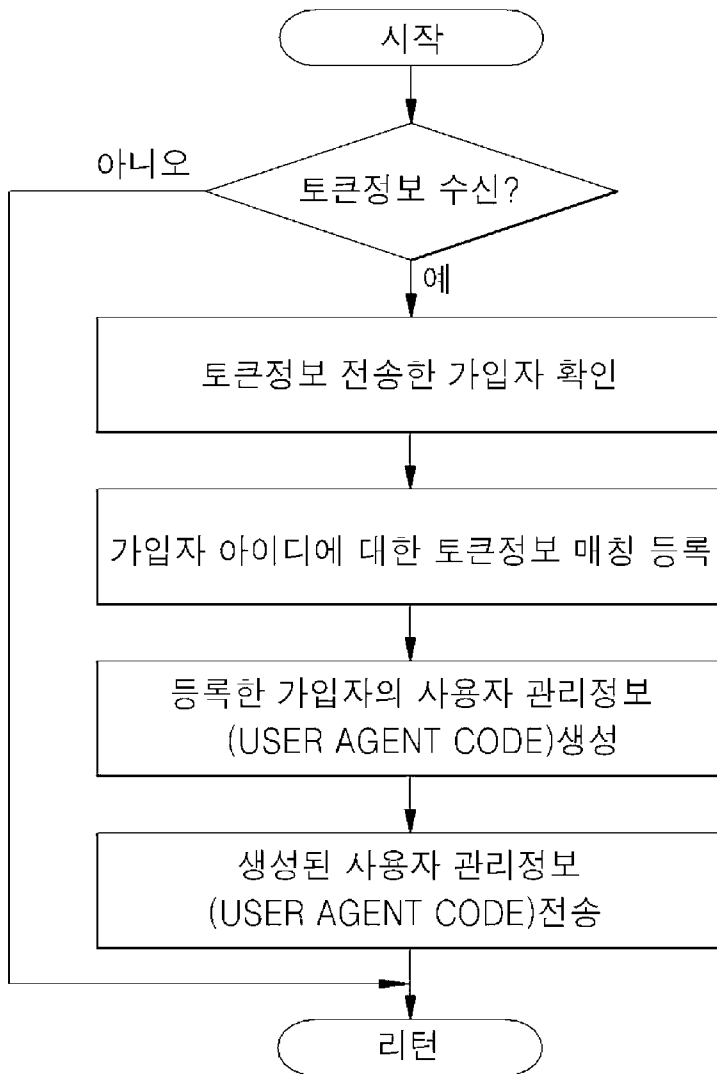 시작
아니오
토큰정보 수신?
예
토큰정보 전송한 가입자 확인
가입자 아이디에 대한 토큰정보 매칭 등록
등록한 가입자의 사용자 관리정보
(USER AGENT CODE)생성
생성된 사용자 관리정보
(USER AGENT CODE)전송
리턴